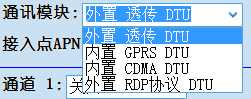 通讯模块: 外置 透传 DTU
外置 透传 DTU
接入点APN
内置 GPRS DTU
内置 CDMA DTU
通道 1: 关
外置 RDP协议 DTU